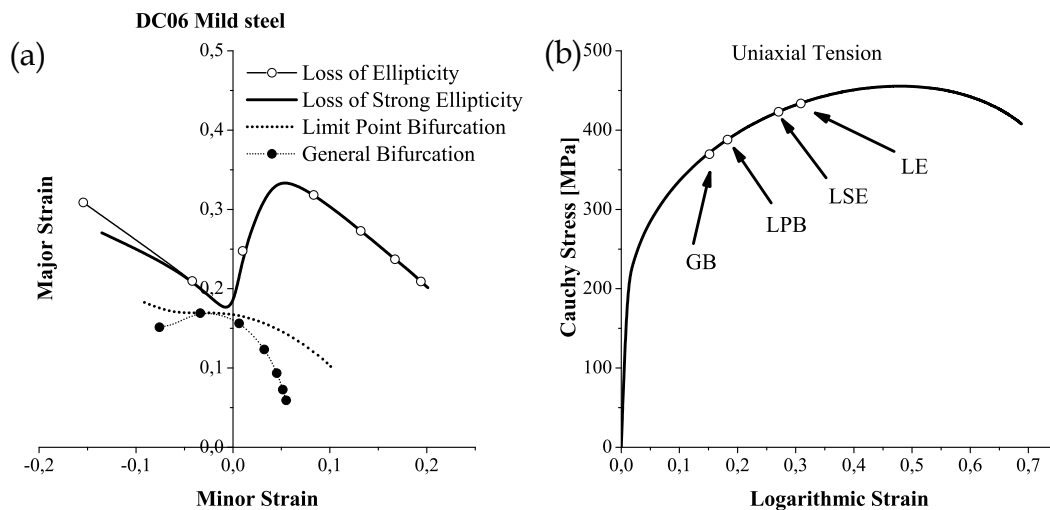 DC06 Mild steel
(a)
0,5
0,4
0,3
0,2
0,1
0,0
Major Strain
Loss of Ellipticity
Loss of Strong Ellipticity
Limit Point Bifurcation
General Bifurcation
-0,2 -0,1 0,0 0,1 0,2
Minor Strain
(b)
Uniaxial Tension
500
400
300
200
100
0
Cauchy Stress [MPa]
LE
LSE
LPB
GB
0,0 0,1 0,2 0,3 0,4 0,5 0,6 0,7
Logarithmic Strain